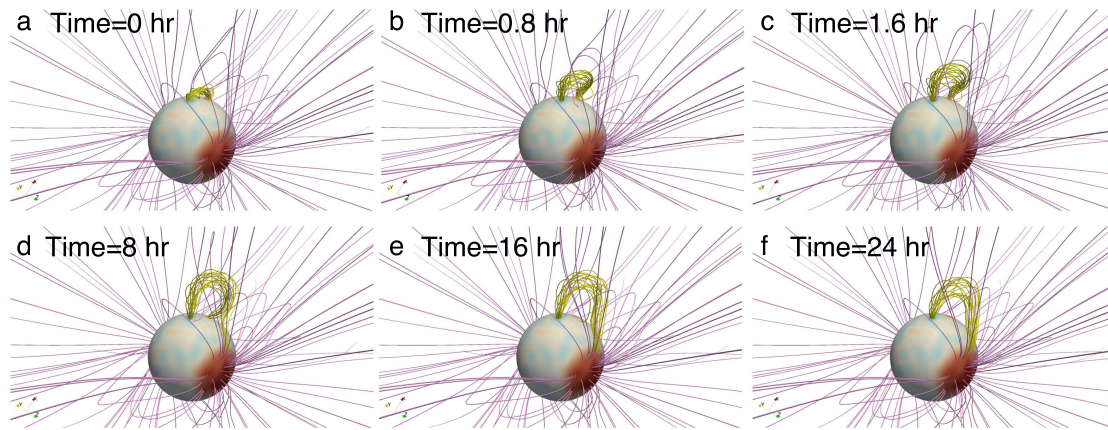 a Time=0 hr
b Time=0.8 hr
c Time=1.6 hr
d Time=8 hr
e Time=16 hr
f Time=24 hr